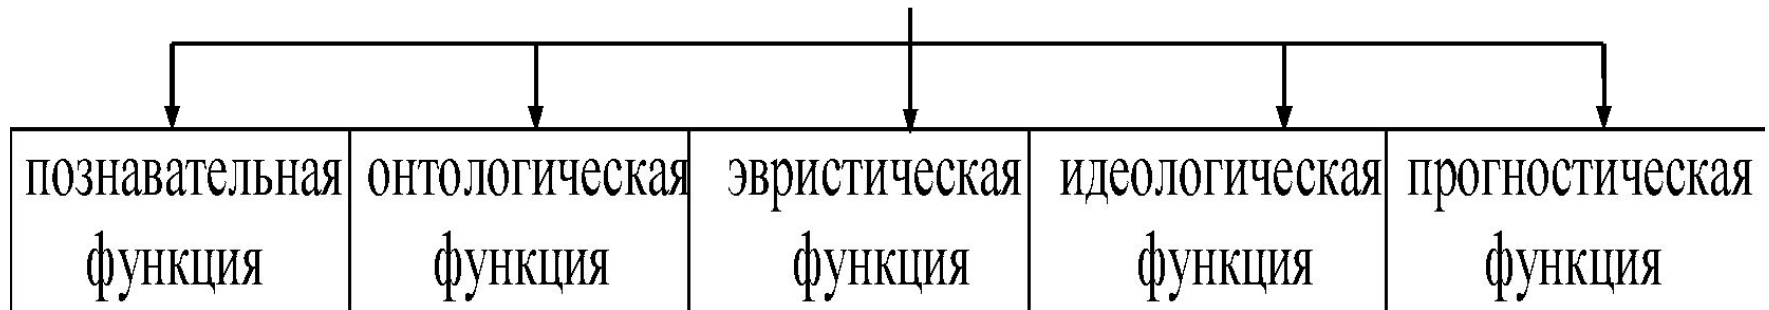 познавательная функция
онтологическая функция
эвристическая функция
идеологическая функция
прогностическая функция